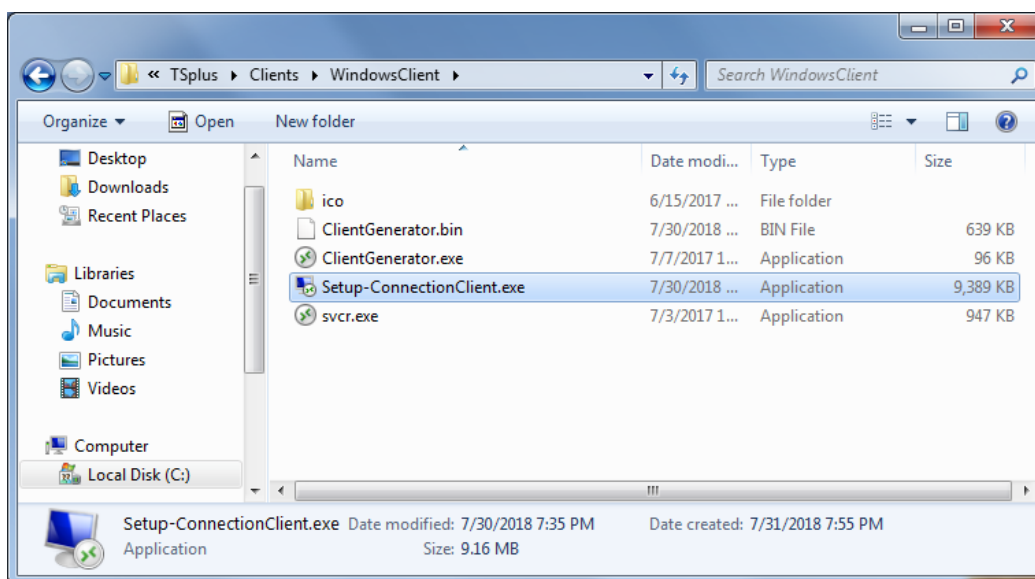 « TSplus ▸ Clients ▸ WindowsClient ▸ Search WindowsClient
Organize Open New folder
Name Date modi... Type Size
Desktop
Downloads
Recent Places
Libraries
Documents
Music
Pictures
Videos
Computer
Local Disk (C:)
ico 6/15/2017 ... File folder
ClientGenerator.bin 7/30/2018 ... BIN File 639 KB
ClientGenerator.exe 7/7/2017 1... Application 96 KB
Setup-ConnectionClient.exe 7/30/2018 ... Application 9,389 KB
svcr.exe 7/3/2017 1... Application 947 KB
Setup-ConnectionClient.exe Date modified: 7/30/2018 7:35 PM Date created: 7/31/2018 7:55 PM
Application Size: 9.16 MB